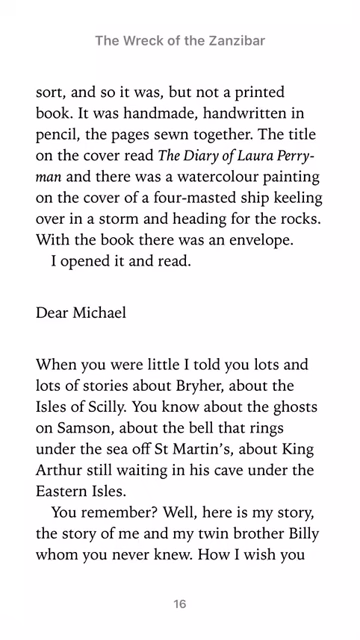 The Wreck of the Zanzibar
sort, and so it was, but not a printed
book. It was handmade, handwritten in
pencil, the pages sewn together. The title
on the cover read The Diary of Laura Perry-
man and there was a watercolour painting
on the cover of a four-masted ship keeling
over in a storm and heading for the rocks.
With the book there was an envelope.
I opened it and read.
Dear Michael
When you were little I told you lots and
lots of stories about Bryher, about the
Isles of Scilly. You know about the ghosts
on Samson, about the bell that rings
under the sea off St Martin’s, about King
Arthur still waiting in his cave under the
Eastern Isles.
You remember? Well, here is my story,
the story of me and my twin brother Billy
whom you never knew. How I wish you
16